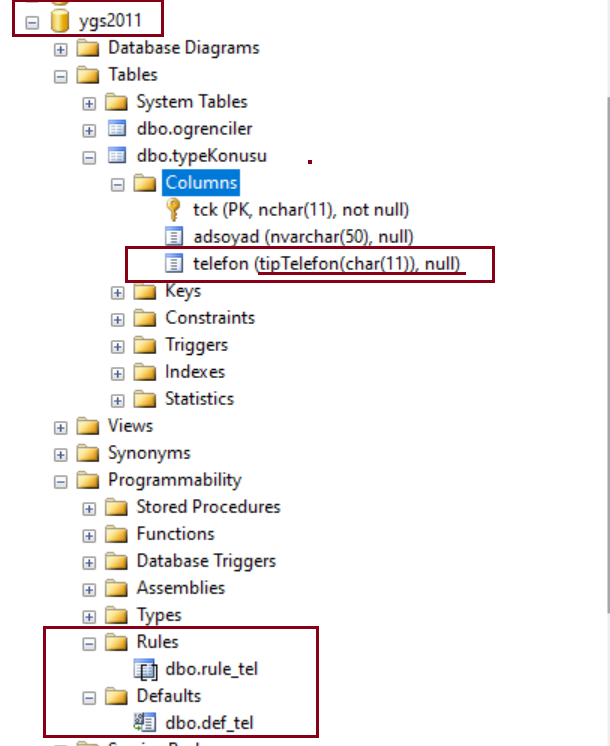 ygs2011
Database Diagrams
Tables
System Tables
dbo.ogrenciler
dbo.typeKonusu
Columns
tck (PK, nchar(11), not null)
adsoyad (nvarchar(50), null)
telefon (tipTelefon(char(11)), null)
Keys
Constraints
Triggers
Indexes
Statistics
Views
Synonyms
Programmability
Stored Procedures
Functions
Database Triggers
Assemblies
Types
Rules
dbo.rule_tel
Defaults
dbo.def_tel